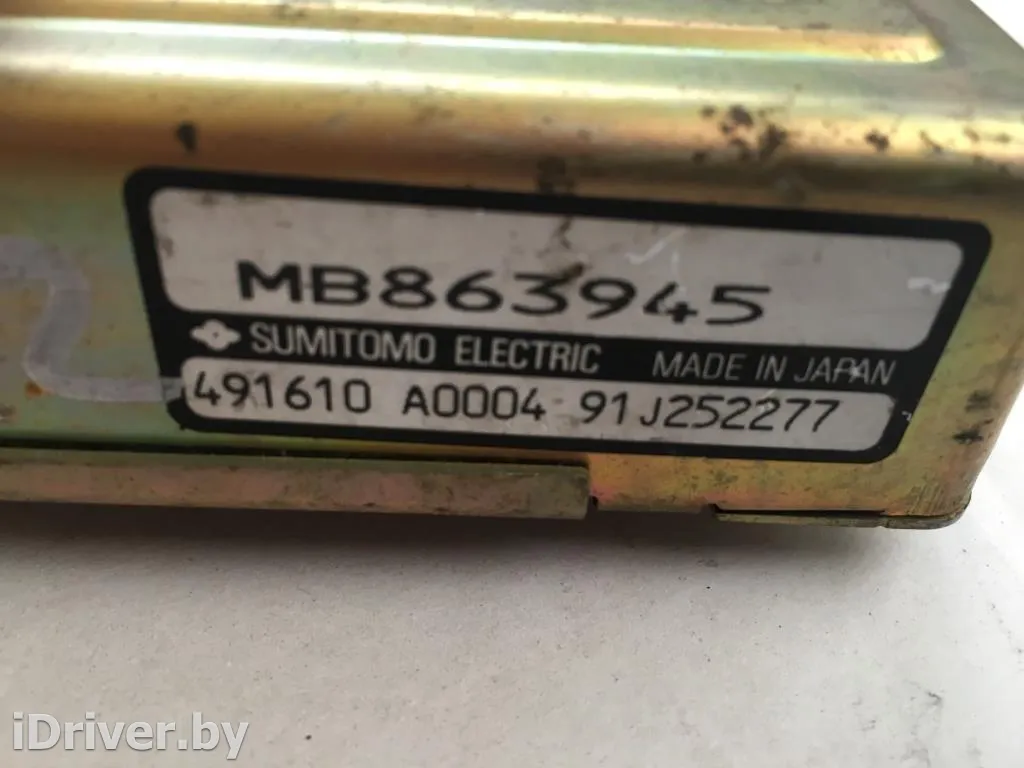 MB863945
SUMITOMO ELECTRIC MADE IN JAPAN
491610 A0004 91J252277
iDriver.by